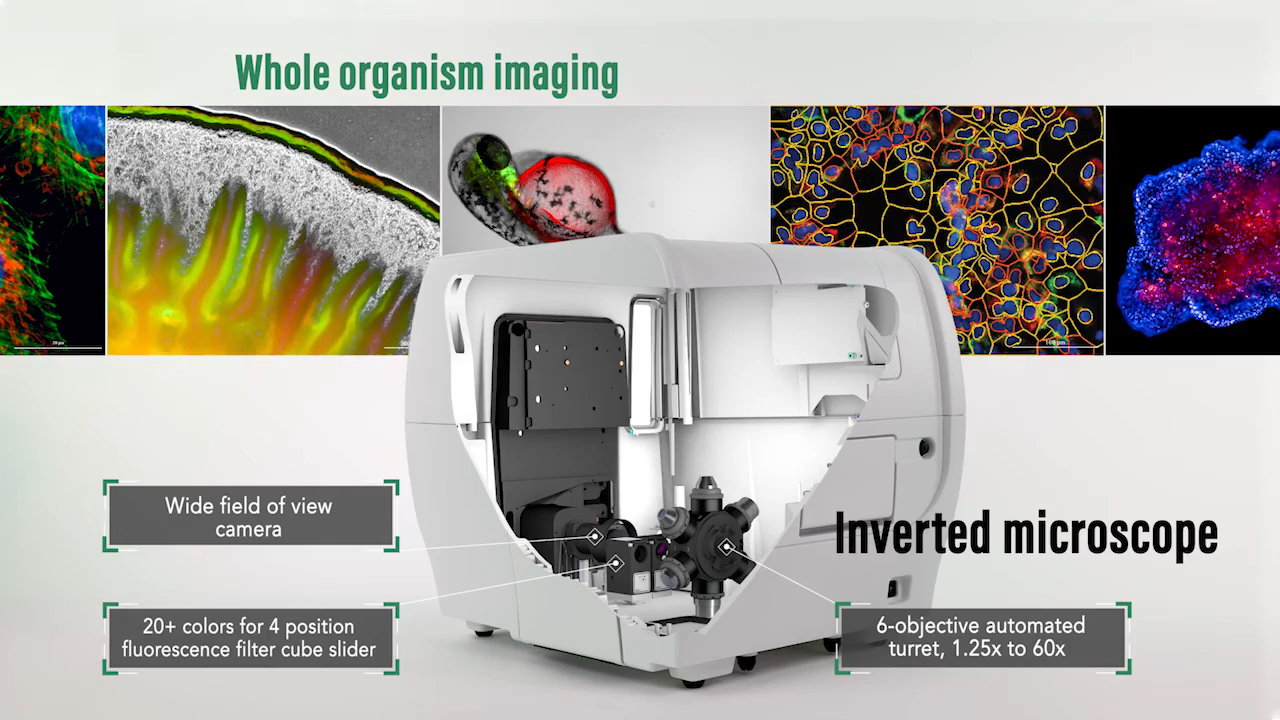 Whole organism imaging
Wide field of view
camera
20+ colors for 4 position
fluorescence filter cube slider
Inverted microscope
6-objective automated
turret, 1.25x to 60x